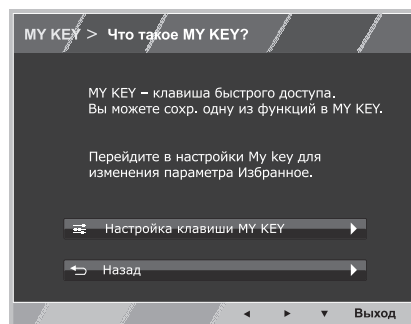 MY KEY > Что такое MY KEY?
MY KEY – клавиша быстрого доступа.
Вы можете сохр. одну из функций в MY KEY.
Перейдите в настройки My key для
изменения параметра Избранное.
Настройка клавиши MY KEY
Назад
Выход